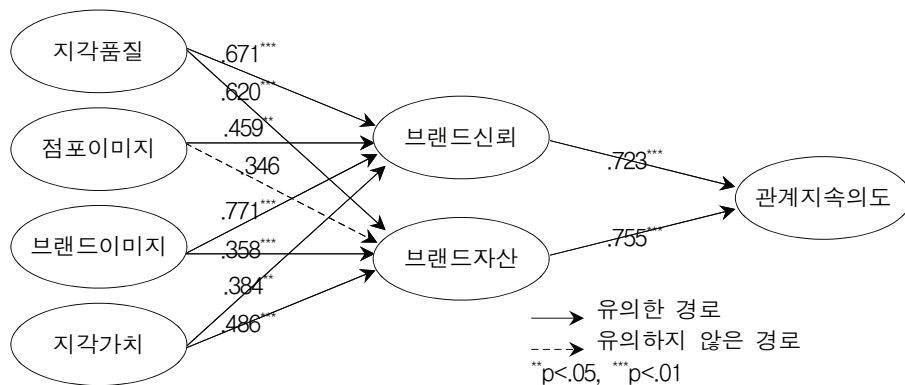 지각품질
.671***
.620***
점포이미지
.459**
브랜드신뢰
.346
.723***
.771***
관계지속의도
브랜드이미지
.358***
브랜드자산
.755***
.384**
.486***
지각가치
유의한 경로
유의하지 않은 경로
**p<.05, ***p<.01